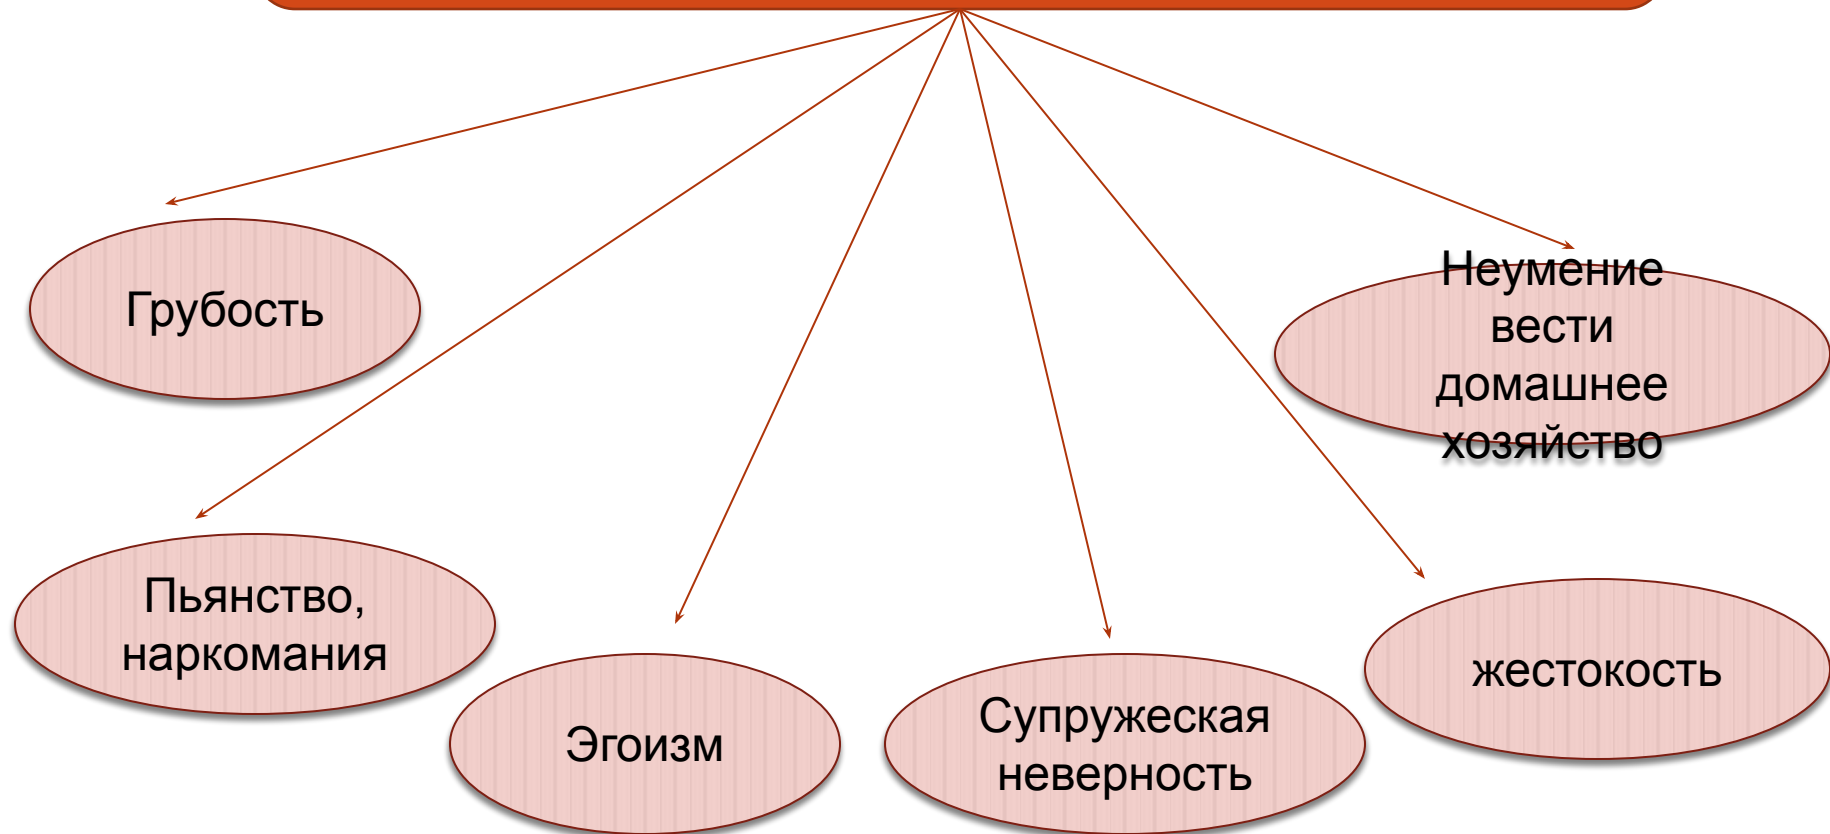 Грубость
Неумение
вести
домашнее
хозяйство
Пьянство,
наркомания
Эгоизм
Супружеская
неверность
жестокость